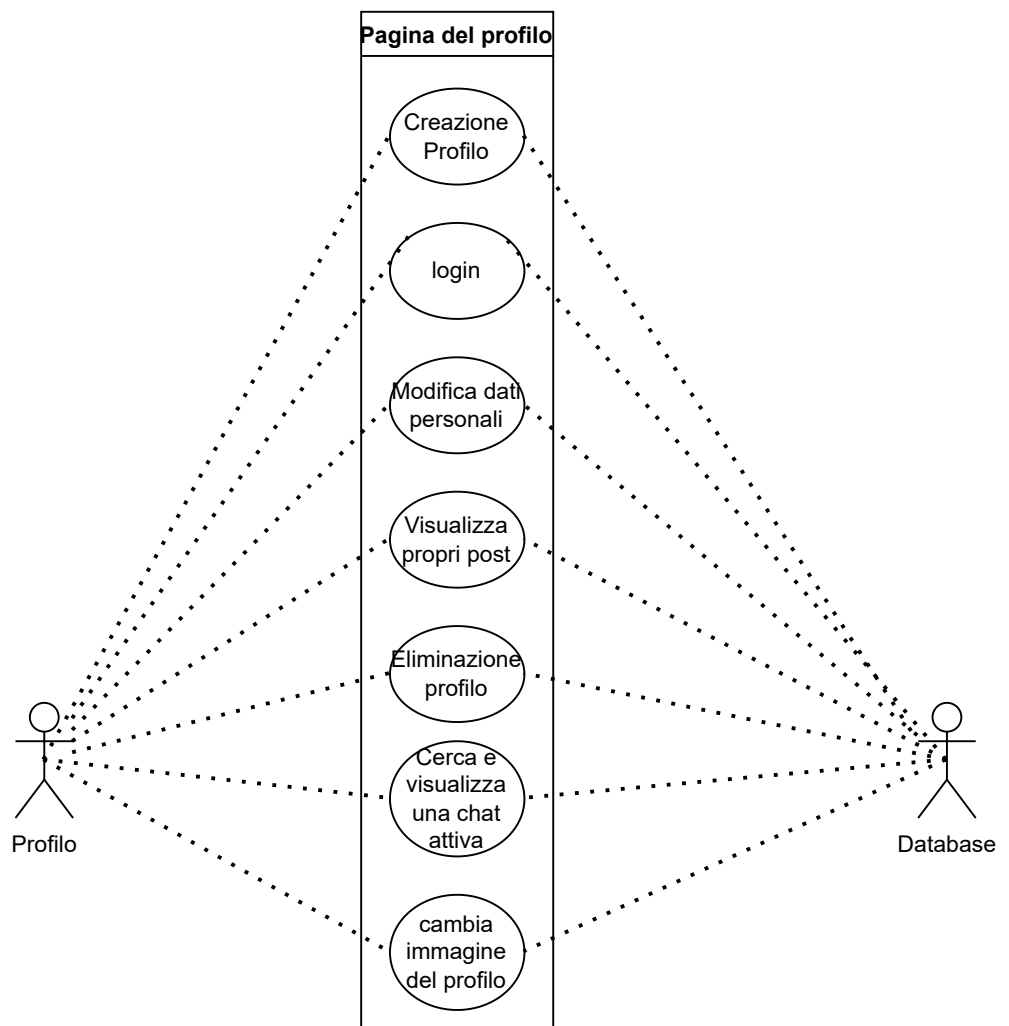 Pagina del profilo
Creazione
Profilo
login
Modifica dati
personali
Visualizza
propri post
Eliminazione
profilo
Cerca e
visualizza
una chat
attiva
Profilo
Database
cambia
immagine
del profilo